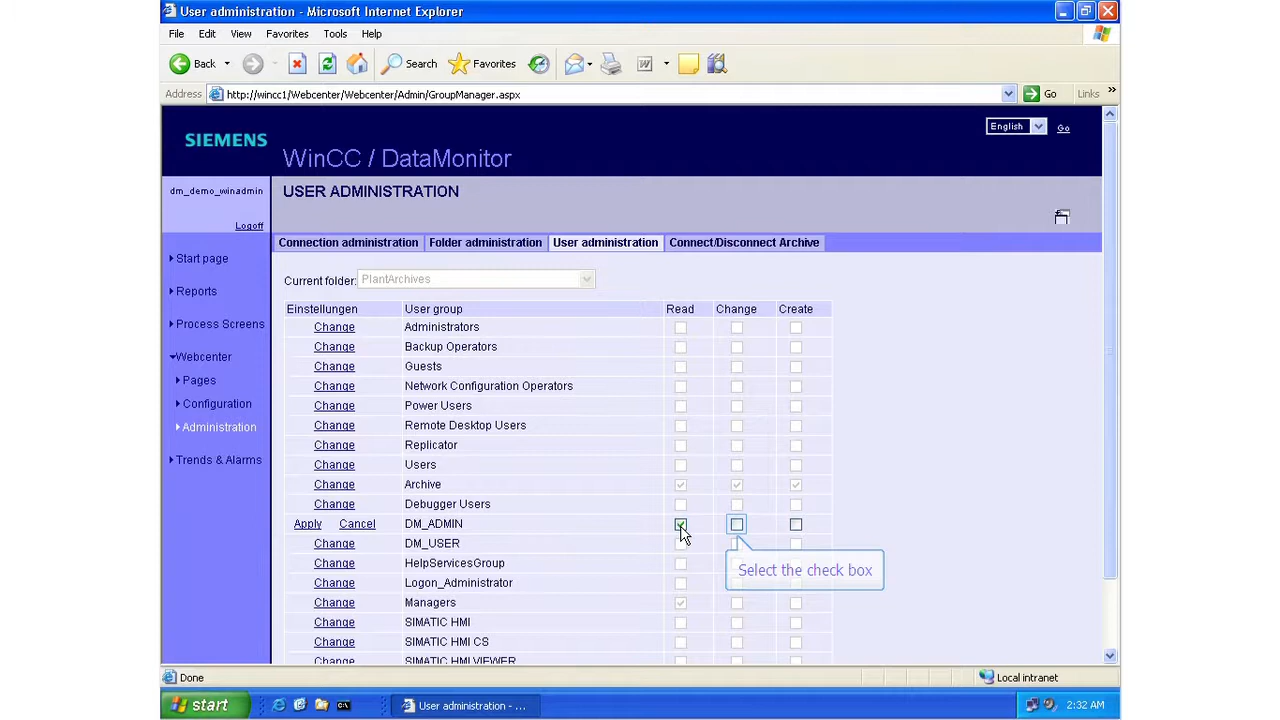 User administration - Microsoft Internet Explorer
File Edit View Favorites Tools Help
Back Search Favorites
Address http://wincc1/Webcenter/Webcenter/Admin/GroupManager.aspx Go Links »
SIEMENS
WinCC / DataMonitor
English Go
dm_demo_winadmin
Logoff
USER ADMINISTRATION
Start page
Reports
Process Screens
Webcenter
Pages
Configuration
Administration
Trends & Alarms
Connection administration Folder administration User administration Connect/Disconnect Archive
Current folder: PlantArchives
Einstellungen User group Read Change Create
Change Administrators
Change Backup Operators
Change Guests
Change Network Configuration Operators
Change Power Users
Change Remote Desktop Users
Change Replicator
Change Users
Change Archive
Change Debugger Users
Apply Cancel DM_ADMIN
Change DM_USER
Change HelpServicesGroup
Change Logon_Administrator
Change Managers
Change SIMATIC HMI
Change SIMATIC HMI CS
Change SIMATIC HMI VIEWER
Select the check box
Done Local intranet
start User administration - ... 2:32 AM